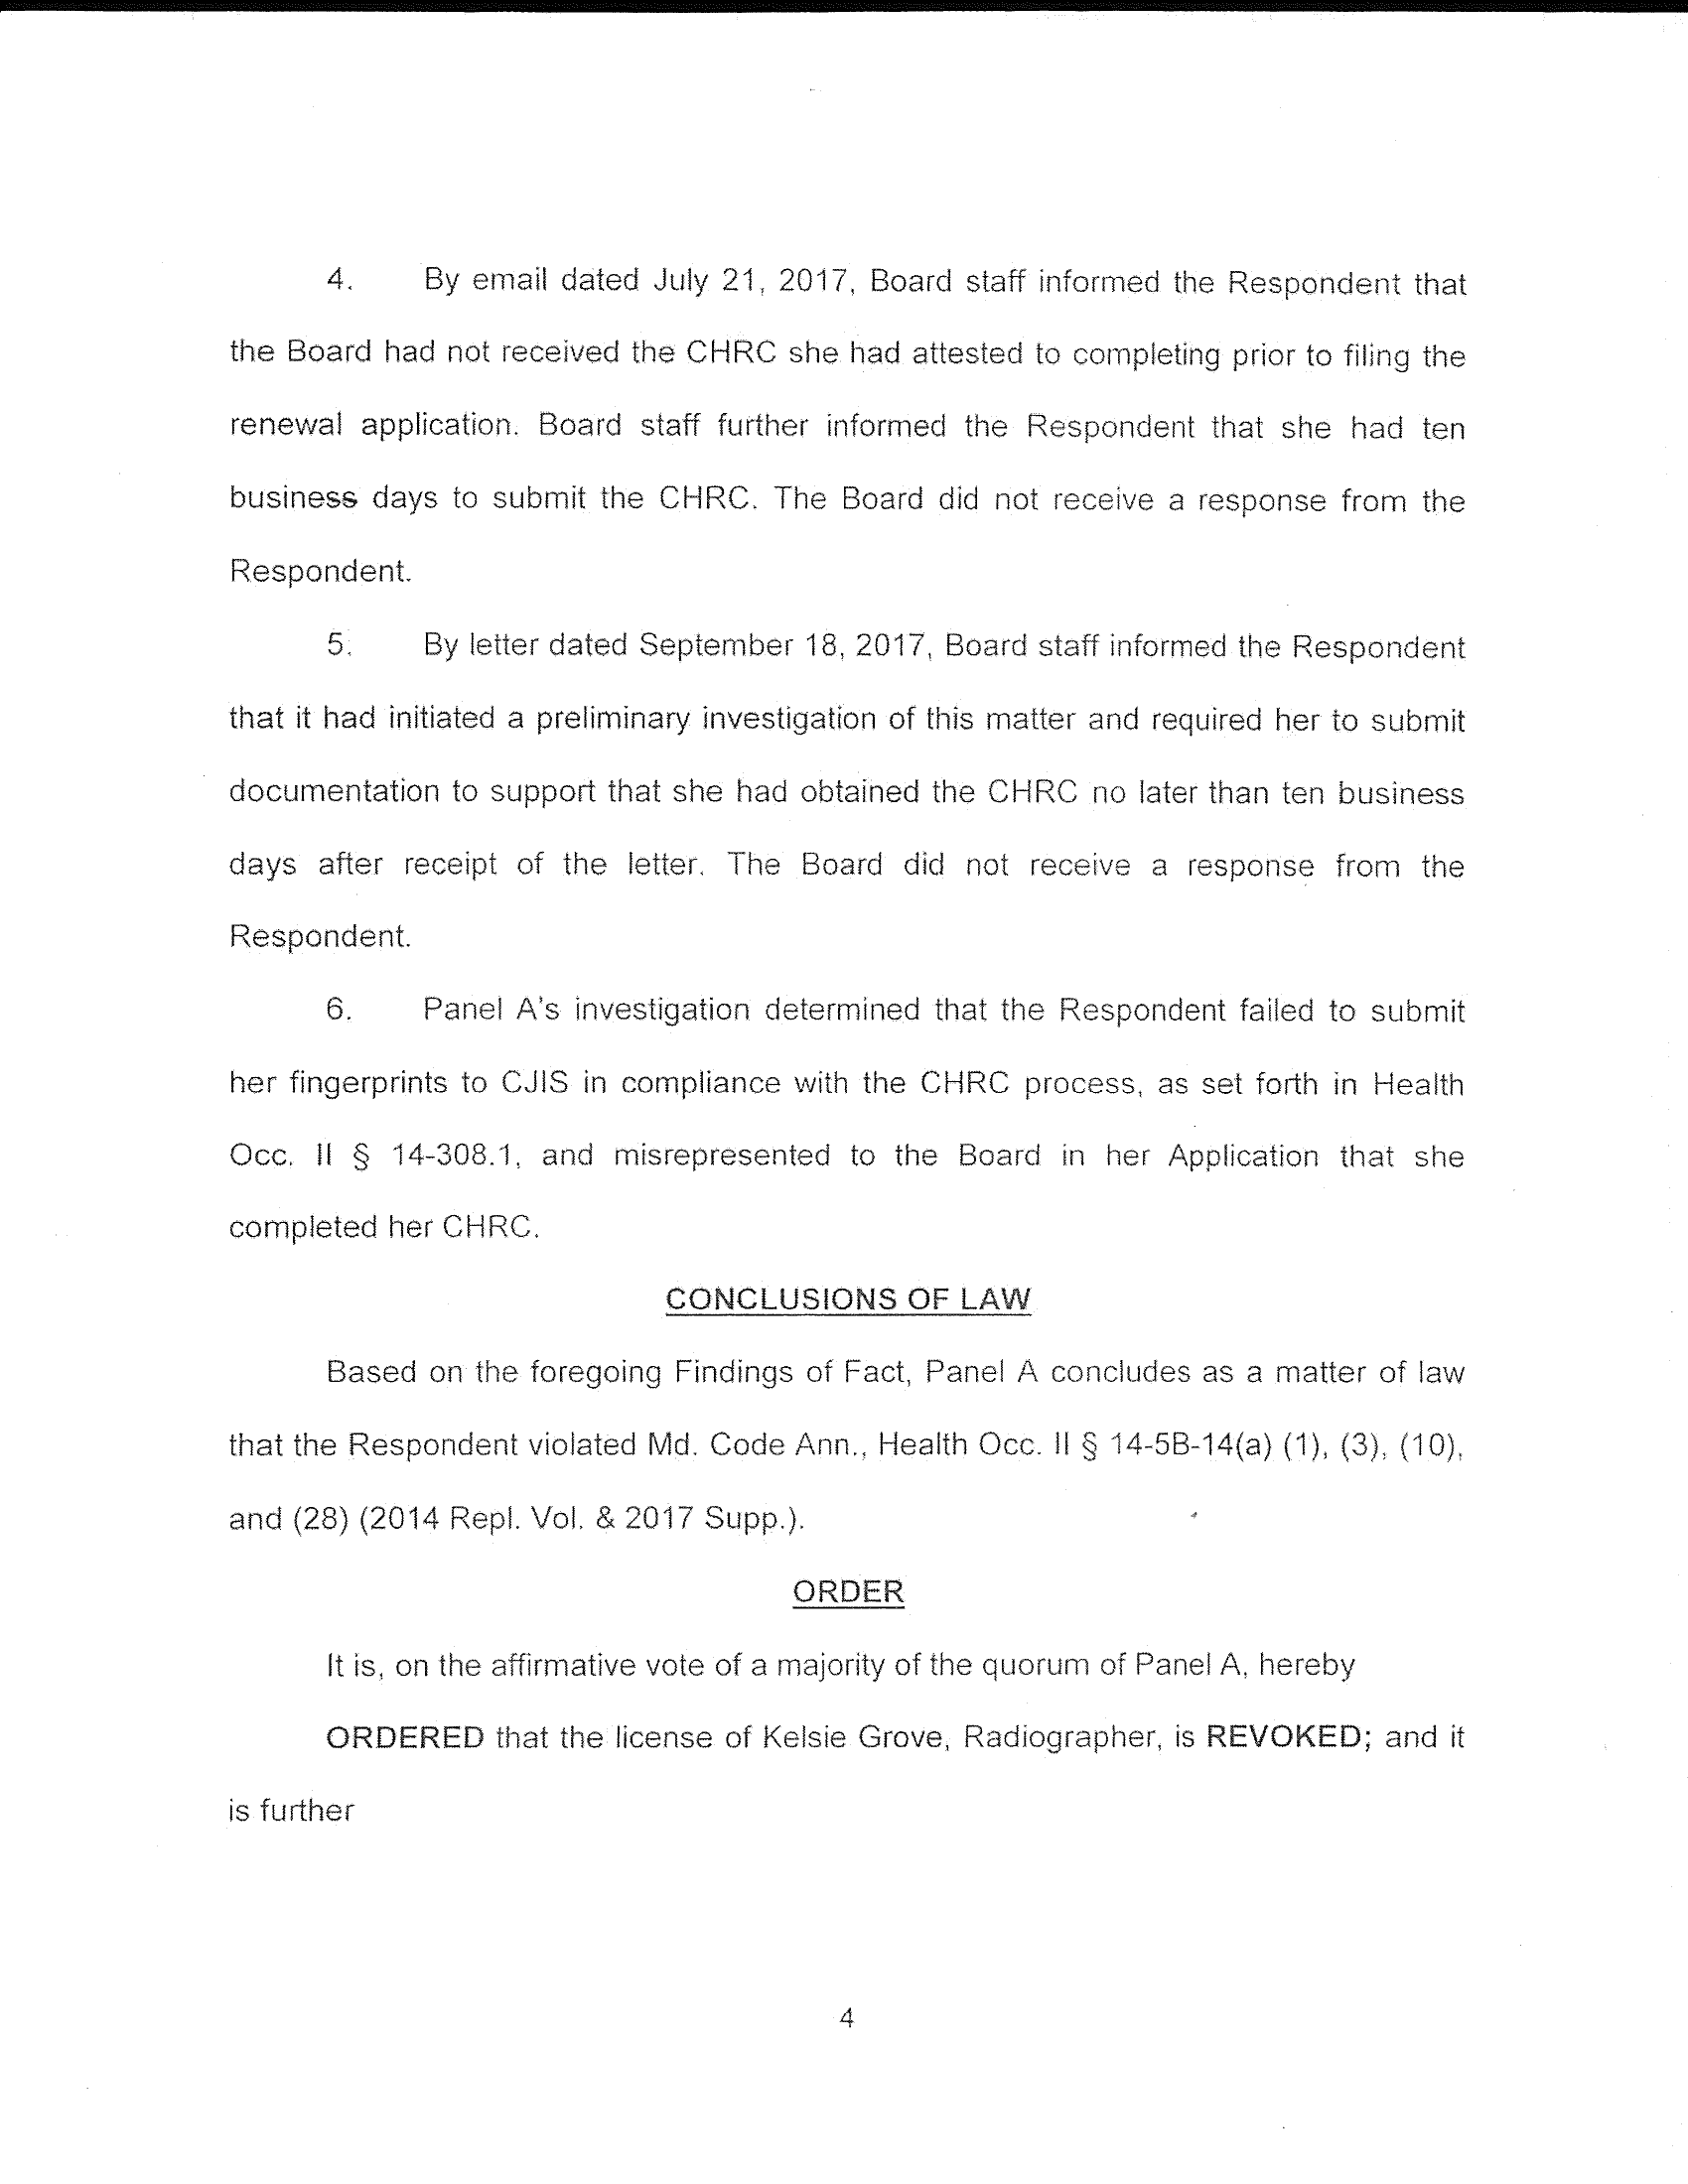 4. By email dated July 21, 2017, Board staff informed the Respondent that
the Board had not received the CHRC she had attested to completing prior to filing the
renewal application. Board staff further informed the Respondent that she had ten
business days to submit the CHRC. The Board did not receive a response from the
Respondent.
5. By letter dated September 18, 2017, Board staff informed the Respondent
that it had initiated a preliminary investigation of this matter and required her to submit
documentation to support that she had obtained the CHRC no later than ten business
days after receipt of the letter. The Board did not receive a response from the
Respondent.
6. Panel A's investigation determined that the Respondent failed to submit
her fingerprints to CJIS in compliance with the CHRC process, as set forth in Health
Occ. II § 14-308.1, and misrepresented to the Board in her Application that she
completed her CHRC.
CONCLUSIONS OF LAW
Based on the foregoing Findings of Fact, Panel A concludes as a matter of law
that the Respondent violated Md. Code Ann., Health Occ. II § 14-5B-14(a) (1), (3), (10),
and (28) (2014 Repl. Vol. & 2017 Supp.).
ORDER
It is, on the affirmative vote of a majority of the quorum of Panel A, hereby
ORDERED that the license of Kelsie Grove, Radiographer, is REVOKED; and it
is further
4